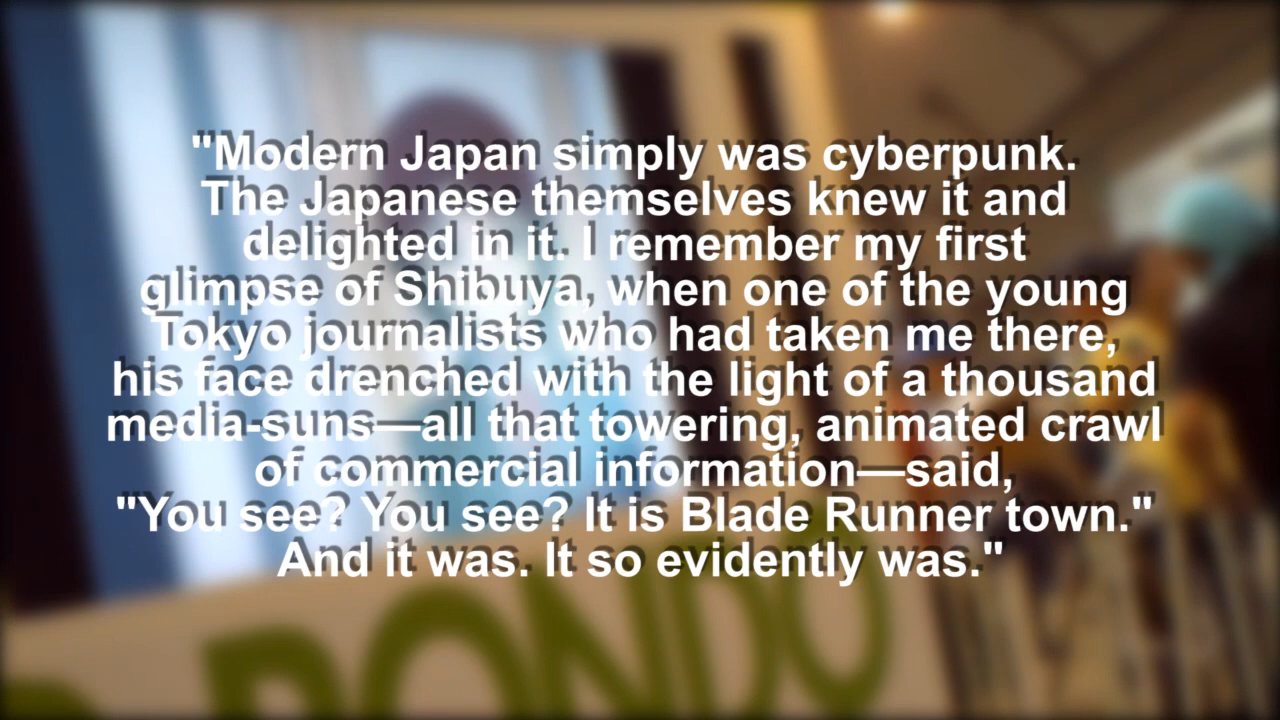 "Modern Japan simply was cyberpunk.
The Japanese themselves knew it and
delighted in it. I remember my first
glimpse of Shibuya, when one of the young
Tokyo journalists who had taken me there,
his face drenched with the light of a thousand
media-suns—all that towering, animated crawl
of commercial information—said,
"You see? You see? It is Blade Runner town."
And it was. It so evidently was."